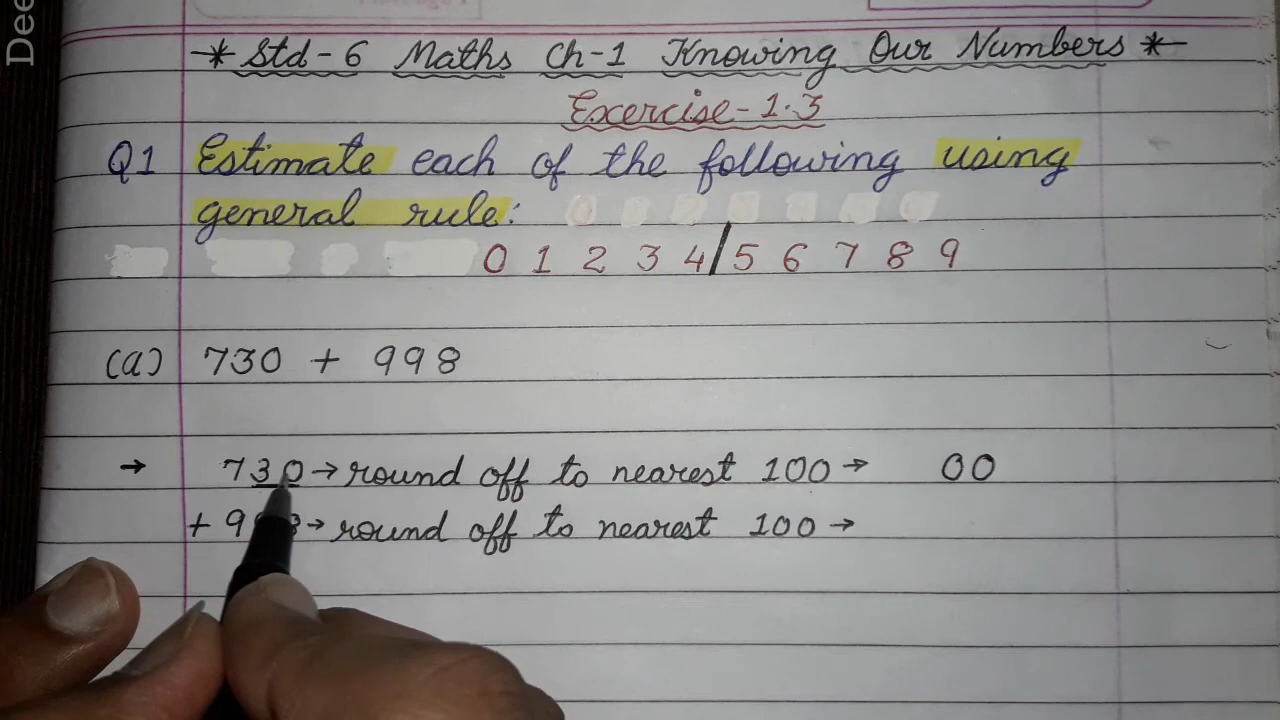 Dee
* Std - 6 Maths Ch-1 Knowing Our Numbers *
Exercise - 1.3
Q1 Estimate each of the following using
general rule:
0 1 2 3 4 / 5 6 7 8 9
(a) 730 + 998
→ 730 → round off to nearest 100 → 00
+ 9 8 → round off to nearest 100 →